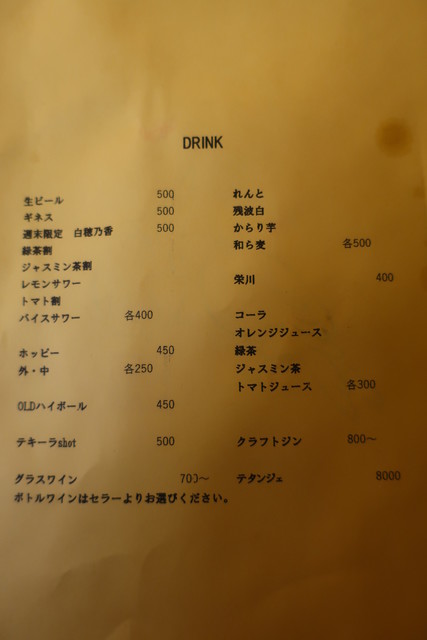 DRINK
生ビール 500
ギネス 500
週末限定 白穂乃香 500
緑茶割
ジャスミン茶割
レモンサワー
トマト割
バイスサワー 各400
ホッピー 450
外・中 各250
OLDハイボール 450
テキーラshot 500
グラスワイン 700～
ボトルワインはセラーよりお選びください。
れんと
残波白
からり芋
和ら麦 各500
栄川 400
コーラ
オレンジジュース
緑茶
ジャスミン茶
トマトジュース 各300
クラフトジン 800～
テタンジェ 8000